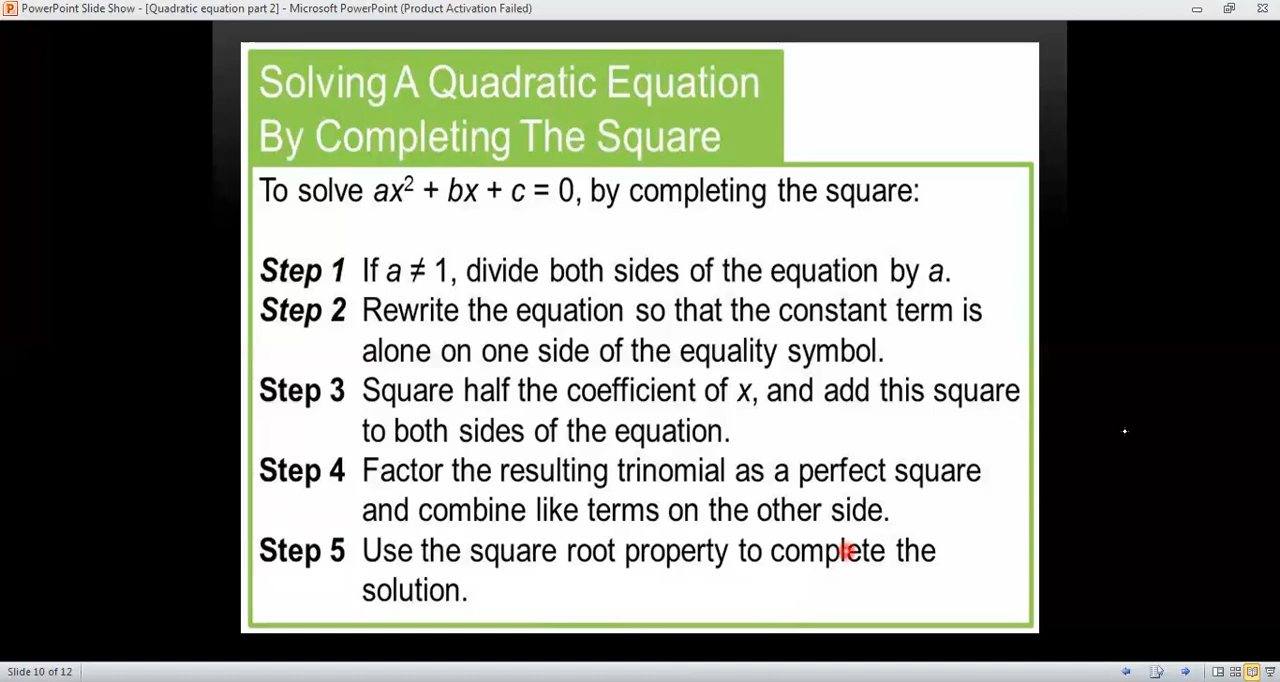 PowerPoint Slide Show - [Quadratic equation part 2] - Microsoft PowerPoint (Product Activation Failed)
Solving A Quadratic Equation
By Completing The Square
To solve ax² + bx + c = 0, by completing the square:
Step 1 If a ≠ 1, divide both sides of the equation by a.
Step 2 Rewrite the equation so that the constant term is
alone on one side of the equality symbol.
Step 3 Square half the coefficient of x, and add this square
to both sides of the equation.
Step 4 Factor the resulting trinomial as a perfect square
and combine like terms on the other side.
Step 5 Use the square root property to complete the
solution.
Slide 10 of 12